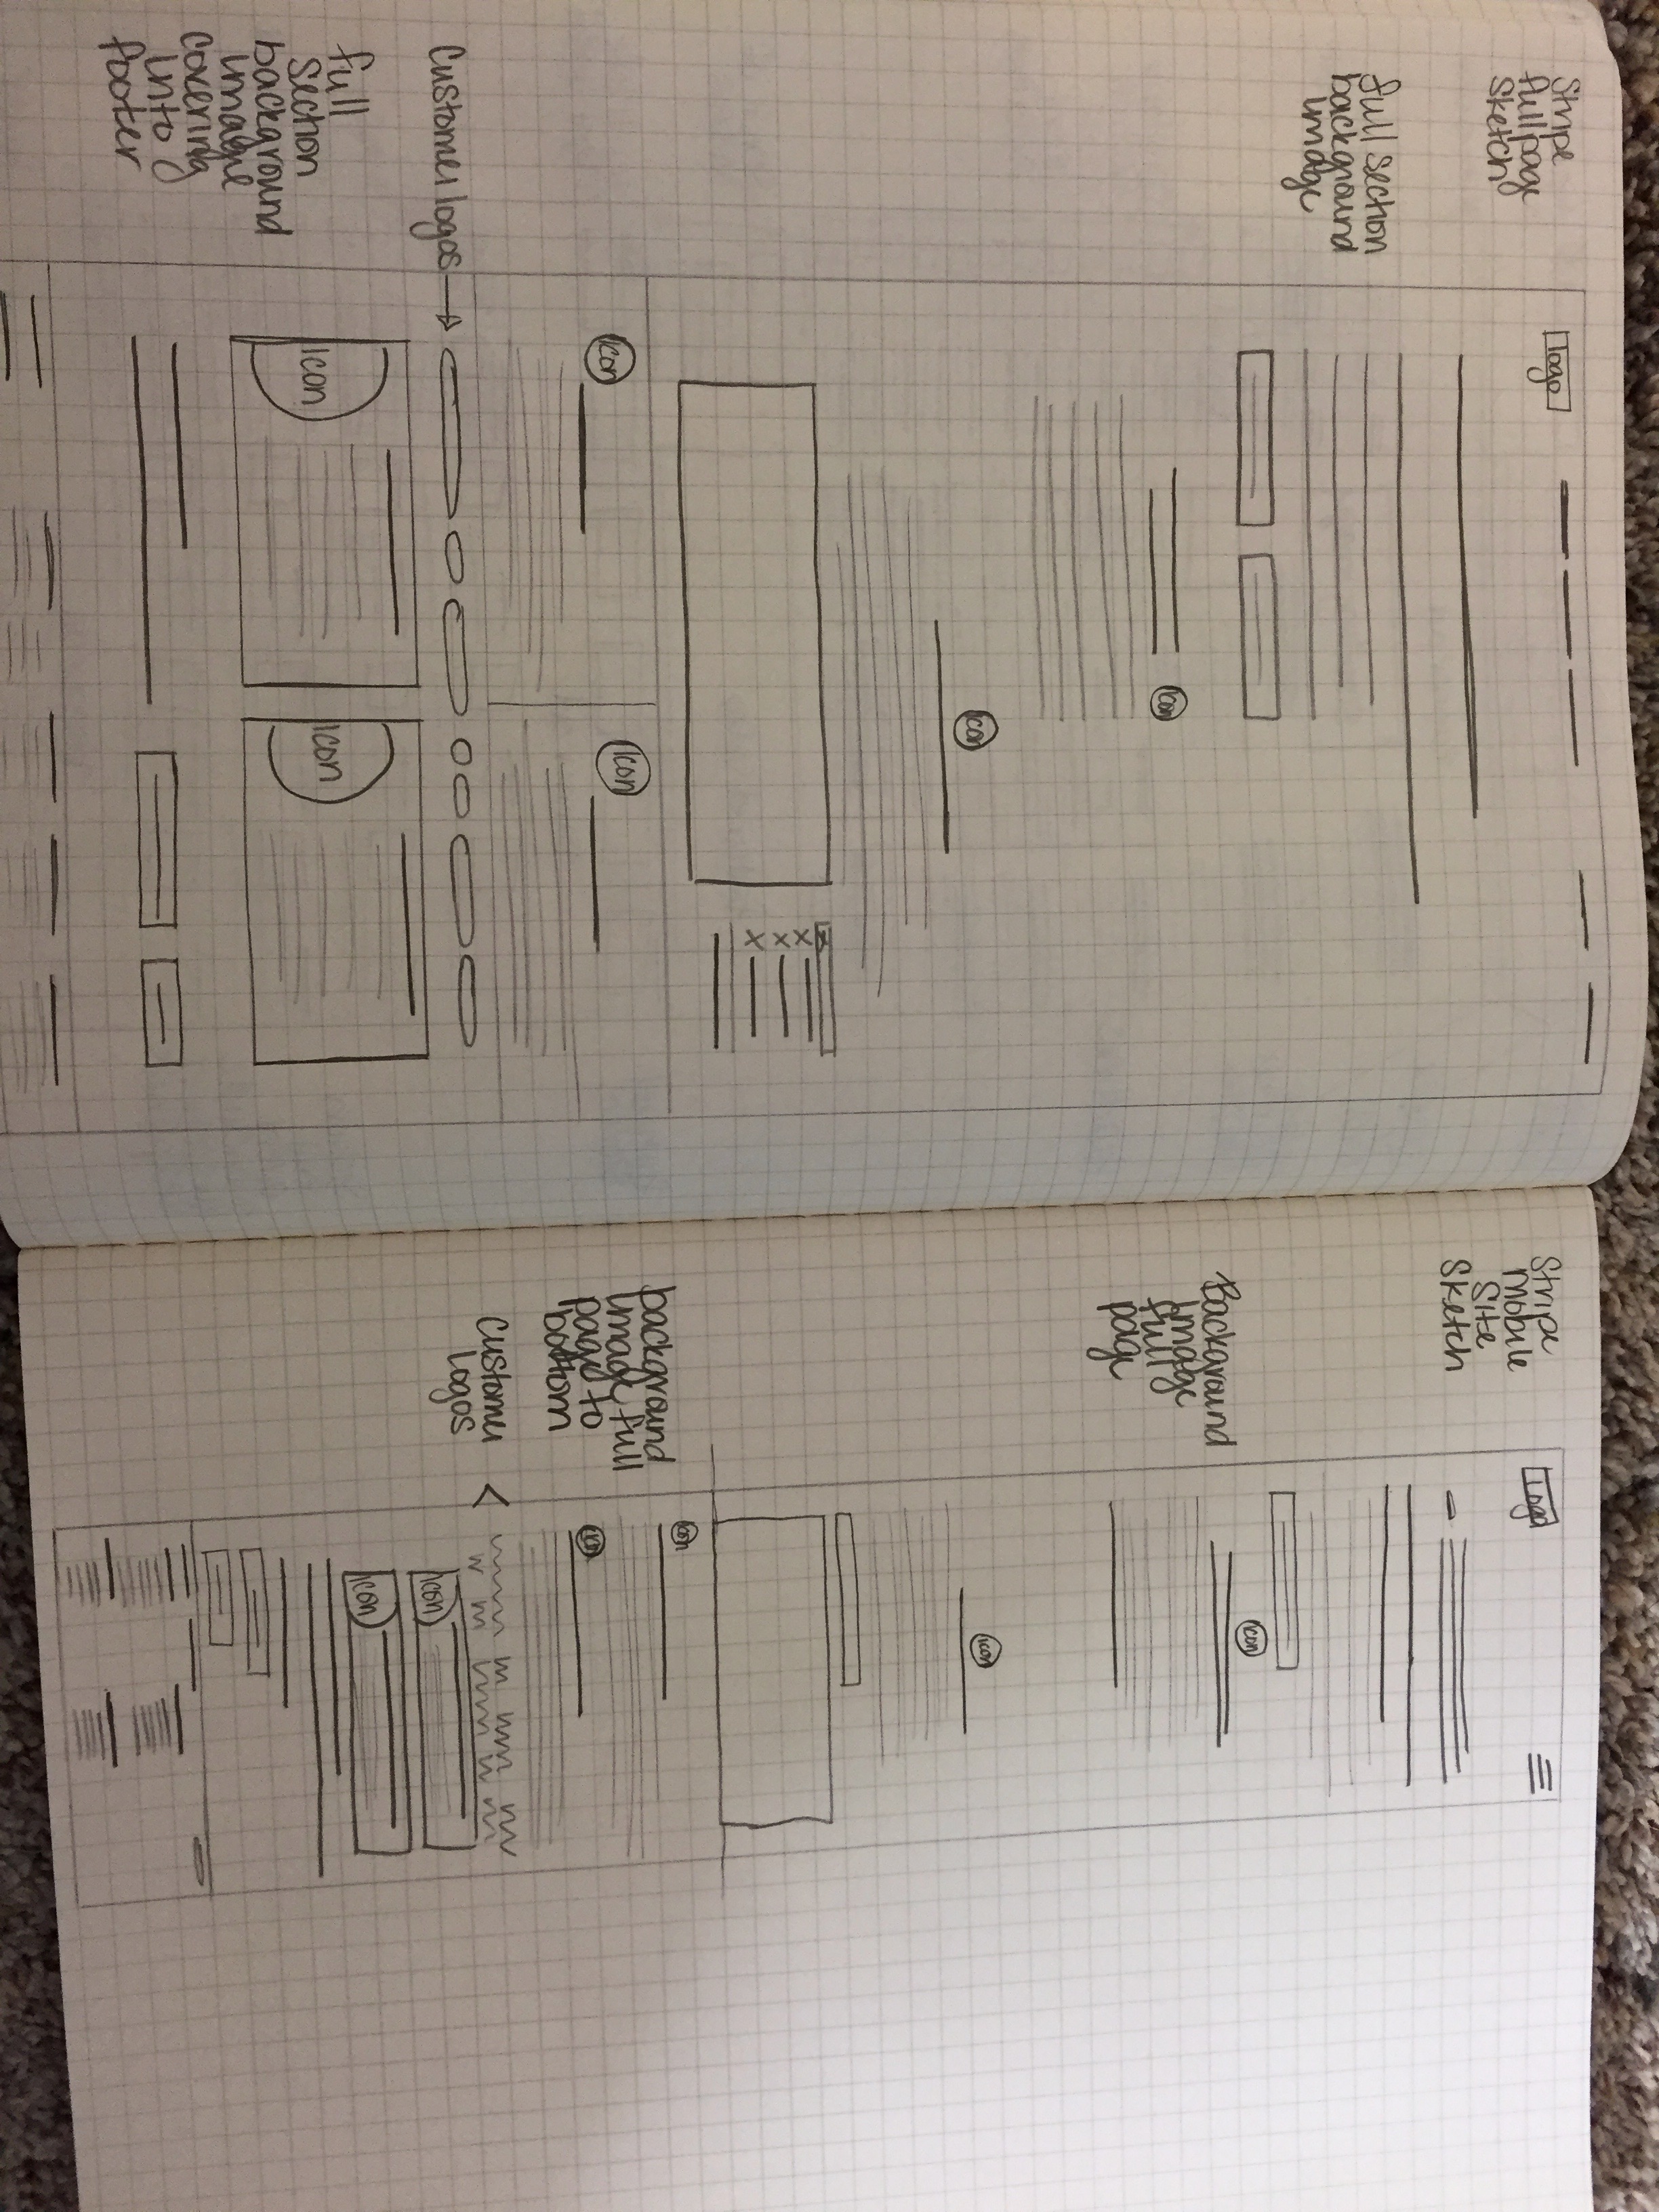 Stripe
full page
Sketch
full section
background
image
Customer logos
full
Section
background
image
covering
into
footer
logo
Icon
Icon
Icon
Icon
Icon
Icon
Stripe
Mobile
Site
Sketch
Background
image
full
page
background
image full
page to
bottom
Customer
Logos
Logo
Icon
icon
Icon
Icon
Icon
Icon